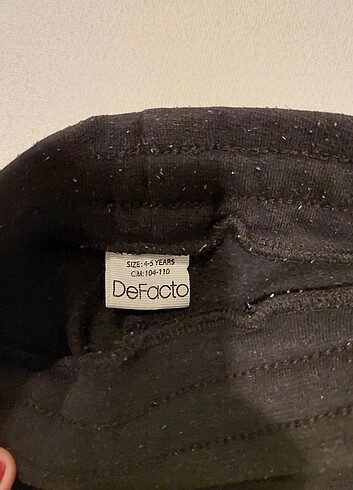 SIZE: 4-5 YEARS
CM: 104-110
DeFacto